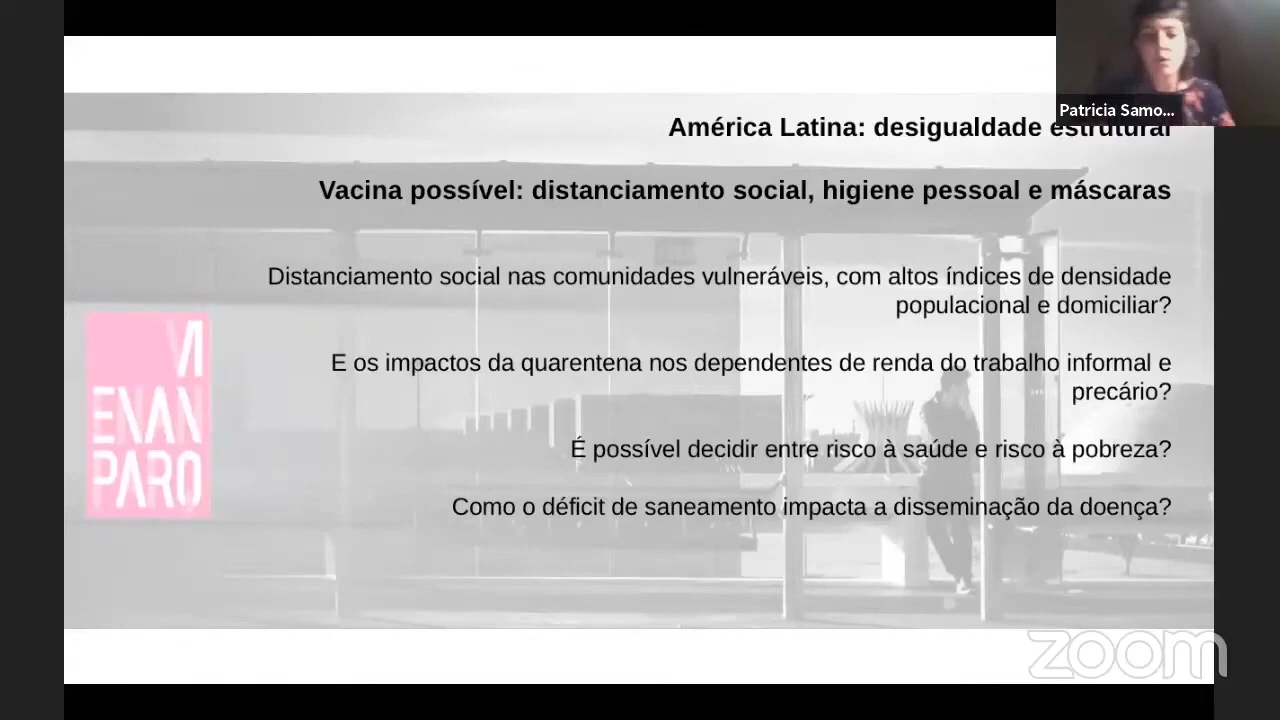 Patricia Samo...
América Latina: desigualdade estrutural
Vacina possível: distanciamento social, higiene pessoal e máscaras
Distanciamento social nas comunidades vulneráveis, com altos índices de densidade
populacional e domiciliar?
E os impactos da quarentena nos dependentes de renda do trabalho informal e
precário?
É possível decidir entre risco à saúde e risco à pobreza?
Como o déficit de saneamento impacta a disseminação da doença?
VI
ENAN
PARQ
zoom